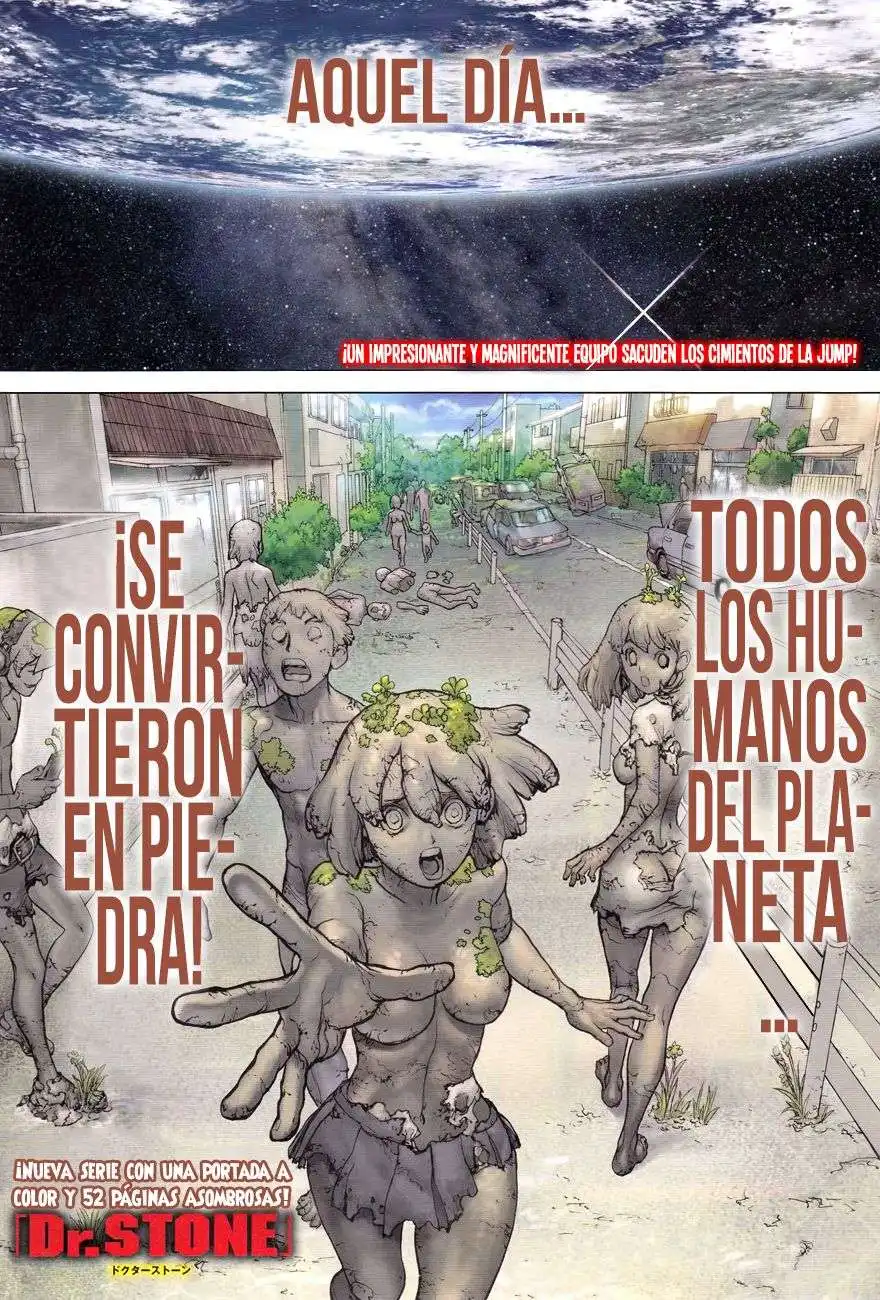 AQUEL DÍA...
¡UN IMPRESIONANTE Y MAGNIFICENTE EQUIPO SACUDEN LOS CIMIENTOS DE LA JUMP!
TODOS
LOS HU-
MANOS
DEL PLA-
NETA
...
¡SE
CONVIR-
TIERON
EN PIE-
DRA!
¡NUEVA SERIE CON UNA PORTADA A
COLOR Y 52 PÁGINAS ASOMBROSAS!
「Dr.STONE」
ドクターストーン